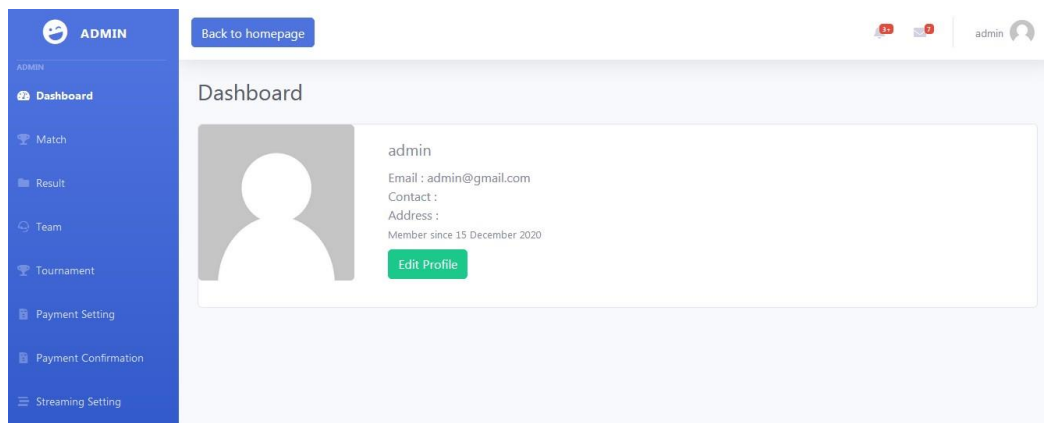 ADMIN
Back to homepage
3+
7
admin
ADMIN
Dashboard
Match
Result
Team
Tournament
Payment Setting
Payment Confirmation
Streaming Setting
Dashboard
admin
Email : admin@gmail.com
Contact :
Address :
Member since 15 December 2020
Edit Profile